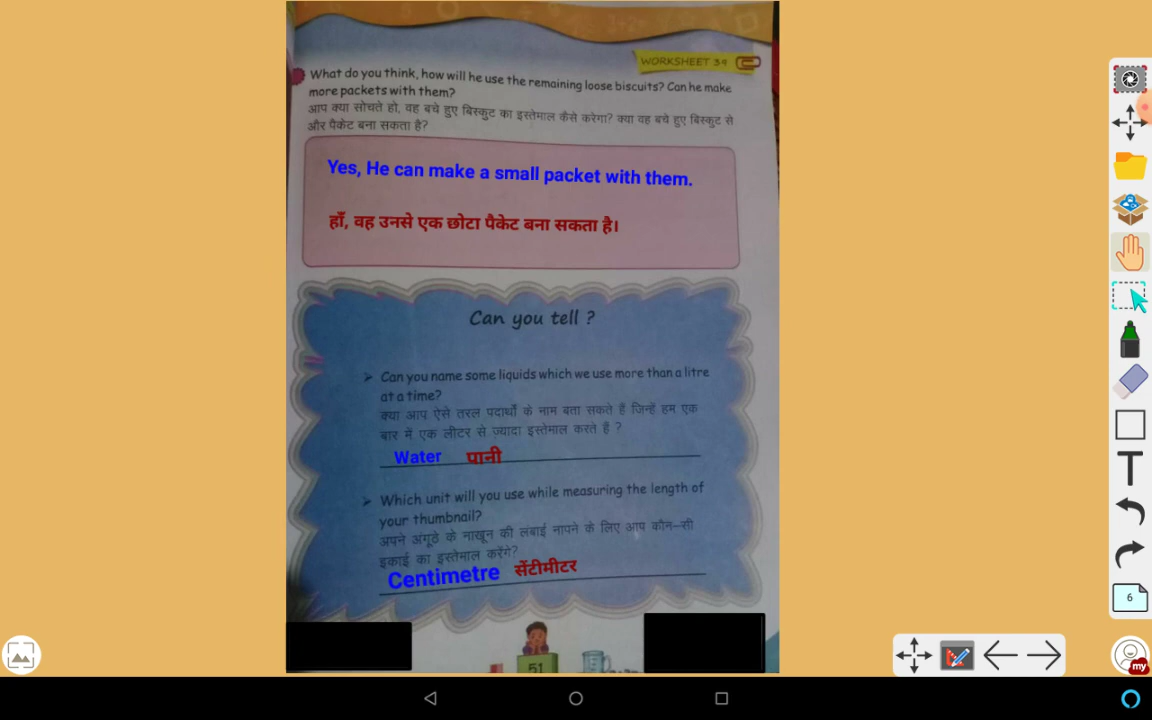 WORKSHEET 39
What do you think, how will he use the remaining loose biscuits? Can he make
more packets with them?
आप क्या सोचते हो, वह बचे हुए बिस्कुट का इस्तेमाल कैसे करेगा? क्या वह बचे हुए बिस्कुट से
और पैकेट बना सकता है?
Yes, He can make a small packet with them.
हाँ, वह उनसे एक छोटा पैकेट बना सकता है।
Can you tell ?
➢ Can you name some liquids which we use more than a litre
at a time?
क्या आप ऐसे तरल पदार्थों के नाम बता सकते हैं जिन्हें हम एक
बार में एक लीटर से ज़्यादा इस्तेमाल करते हैं ?
Water पानी
➢ Which unit will you use while measuring the length of
your thumbnail?
अपने अंगूठे के नाखून की लंबाई नापने के लिए आप कौन-सी
इकाई का इस्तेमाल करेंगे?
Centimetre सेंटीमीटर
51
T
6
my